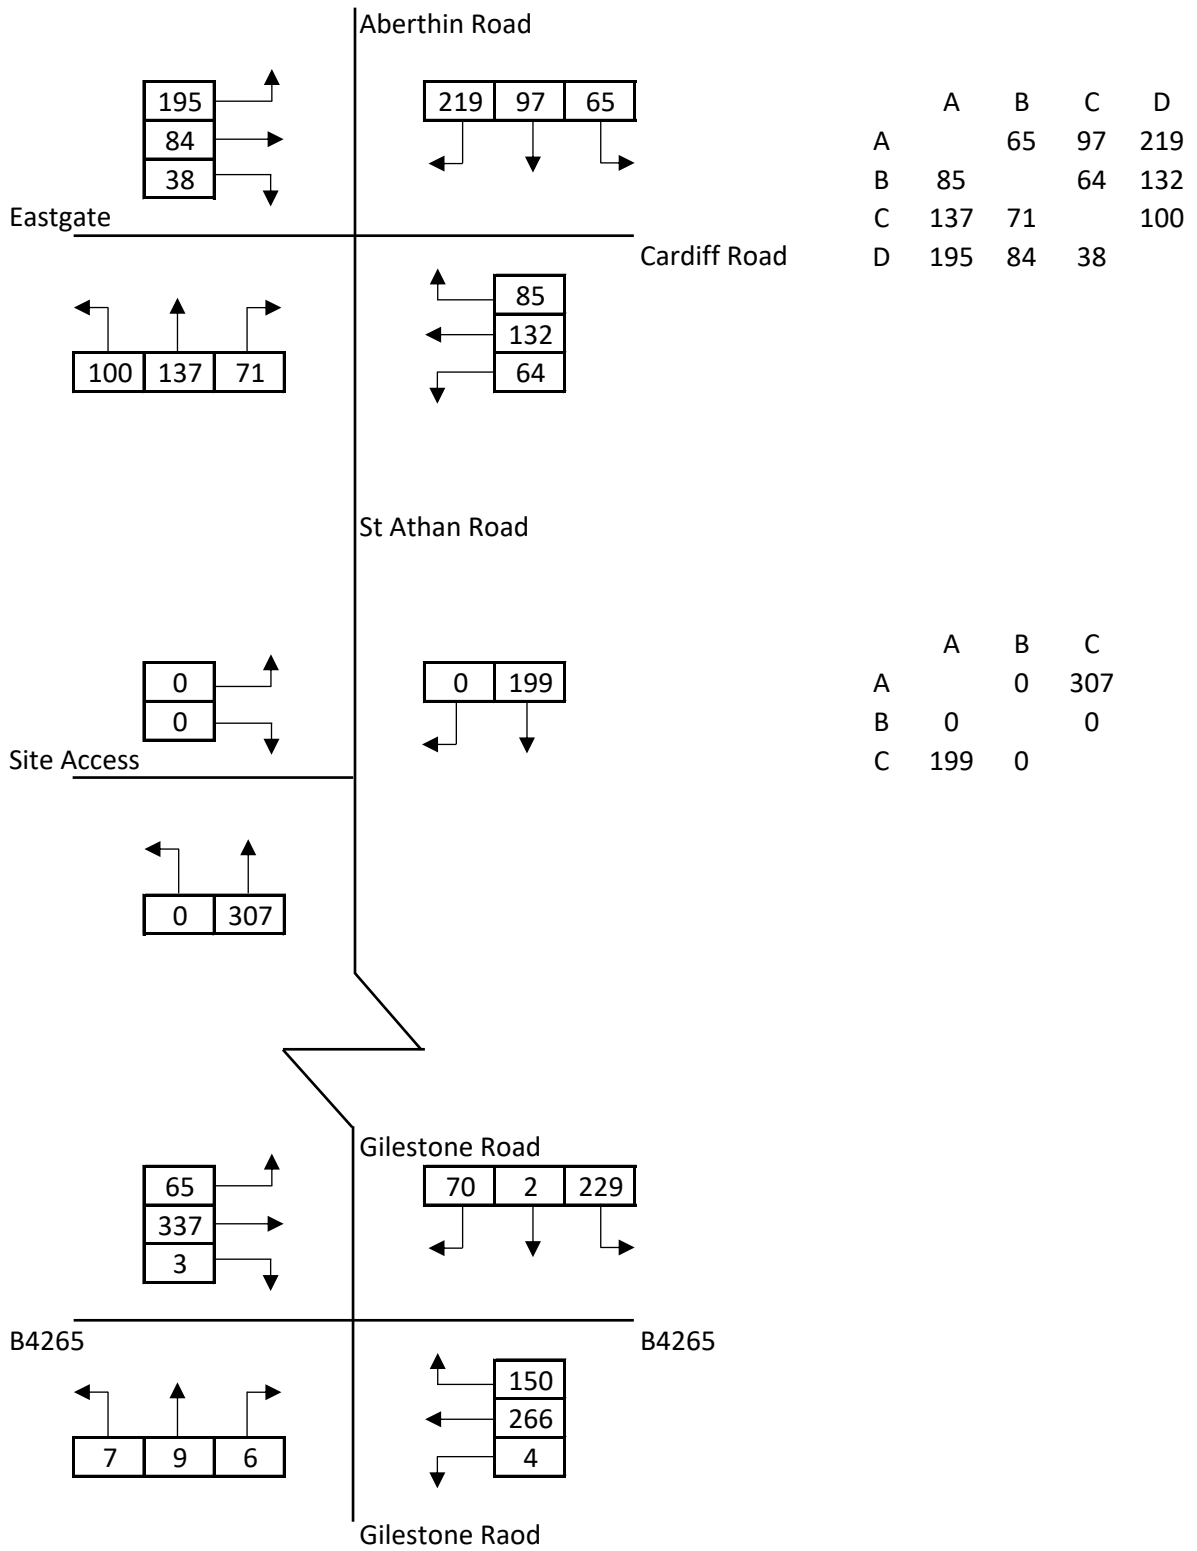 Aberthin Road
195
84
38
219 97 65
A B C D
A 65 97 219
B 85 64 132
C 137 71 100
D 195 84 38
Eastgate
Cardiff Road
100 137 71
85
132
64
St Athan Road
0
0
0 199
A B C
A 0 307
B 0 0
C 199 0
Site Access
0 307
Gilestone Road
65
337
3
70 2 229
B4265
B4265
7 9 6
150
266
4
Gilestone Raod